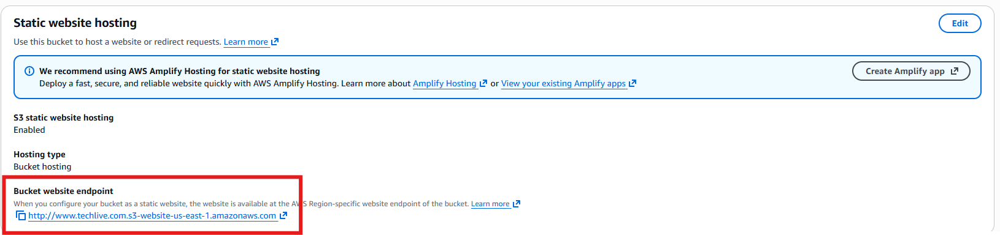 Static website hosting
Edit
Use this bucket to host a website or redirect requests. Learn more
We recommend using AWS Amplify Hosting for static website hosting
Deploy a fast, secure, and reliable website quickly with AWS Amplify Hosting. Learn more about Amplify Hosting or View your existing Amplify apps
Create Amplify app
S3 static website hosting
Enabled
Hosting type
Bucket hosting
Bucket website endpoint
When you configure your bucket as a static website, the website is available at the AWS Region-specific website endpoint of the bucket. Learn more
http://www.techlive.com.s3-website-us-east-1.amazonaws.com